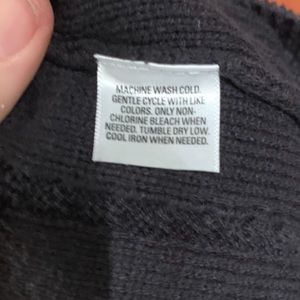 MACHINE WASH COLD.
GENTLE CYCLE WITH LIKE
COLORS. ONLY NON-
CHLORINE BLEACH WHEN
NEEDED. TUMBLE DRY LOW.
COOL IRON WHEN NEEDED.